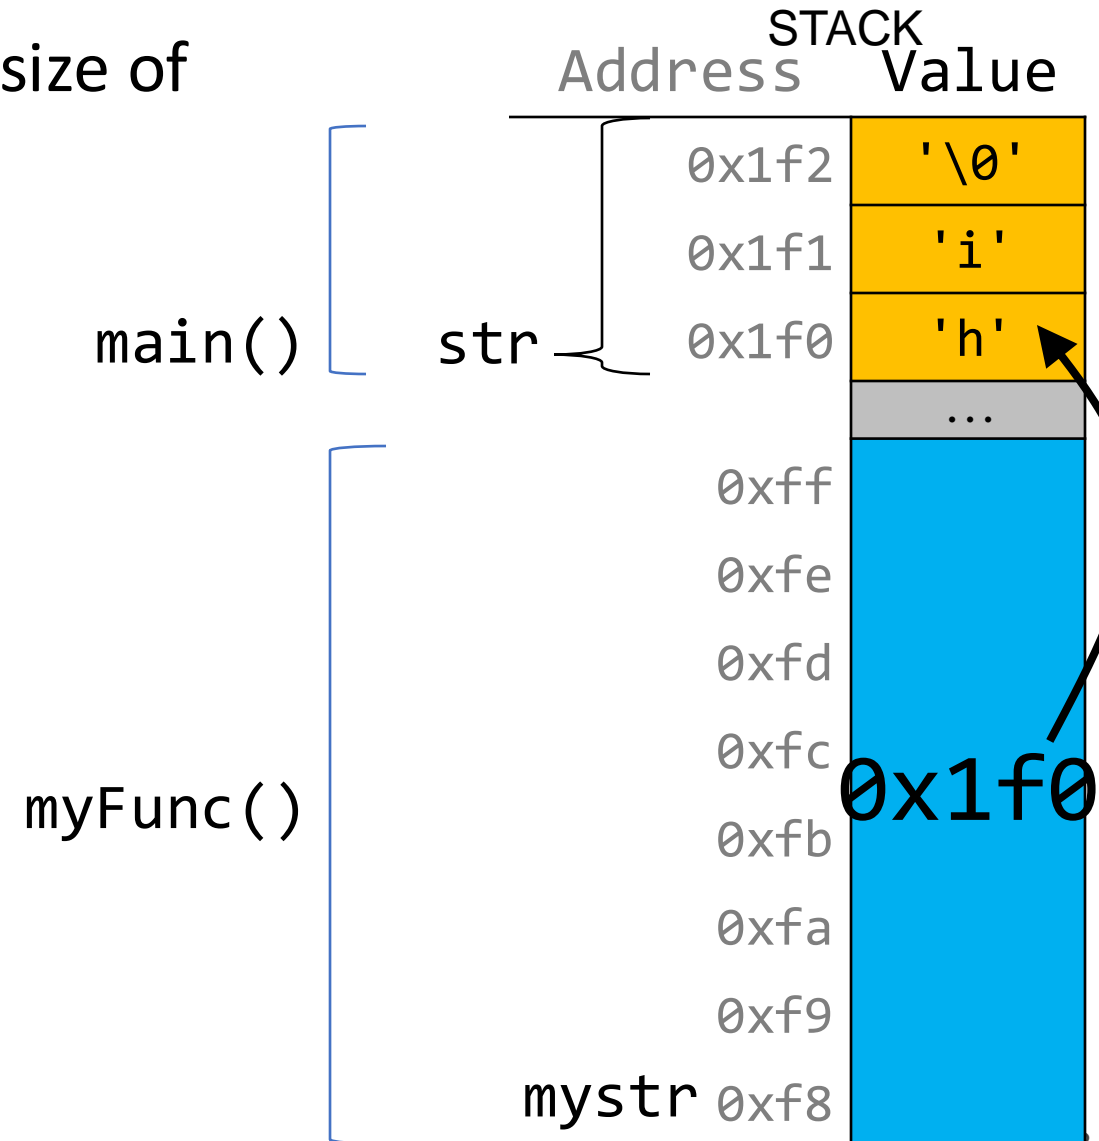 STACK
size of
Address Value
0x1f2 '\0'
0x1f1 'i'
main() str 0x1f0 'h'
...
0xff
0xfe
0xfd
0xfc 0x1f0
myFunc() 0xfb
0xfa
0xf9
mystr 0xf8